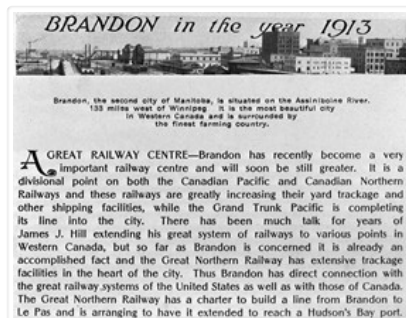 BRANDON in the year 1913
Brandon, the second city of Manitoba, is situated on the Assiniboine River.
133 miles west of Winnipeg It is the most beautiful city
in Western Canada and is surrounded by
the finest farming country.
A GREAT RAILWAY CENTRE—Brandon has recently become a very
important railway centre and will soon be still greater. It is a
divisional point on both the Canadian Pacific and Canadian Northern
Railways and these railways are greatly increasing their yard trackage and
other shipping facilities, while the Grand Trunk Pacific is completing
its line into the city. There has been much talk for years of
James J. Hill extending his great system of railways to various points in
Western Canada, but so far as Brandon is concerned it is already an
accomplished fact and the Great Northern Railway has extensive trackage
facilities in the heart of the city. Thus Brandon has direct connection with
the great railway systems of the United States as well as with those of Canada.
The Great Northern Railway has a charter to build a line from Brandon to
Le Pas and is arranging to have it extended to reach a Hudson's Bay port.